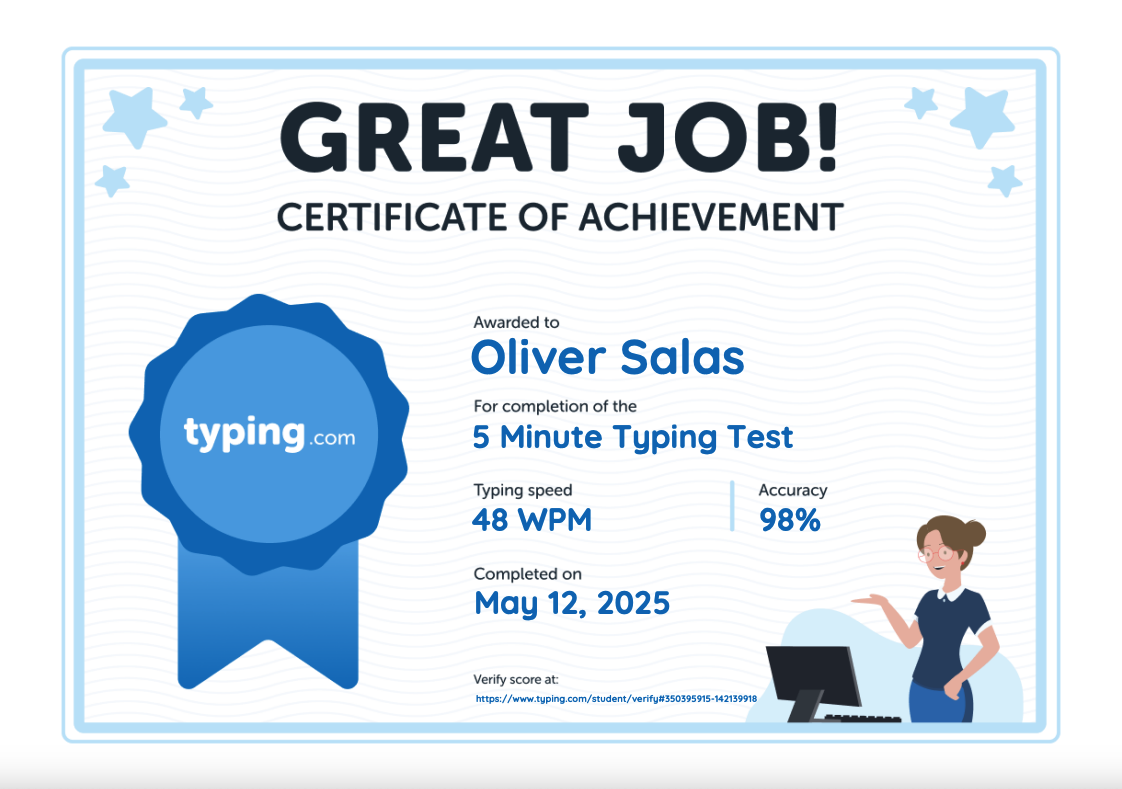 GREAT JOB!
CERTIFICATE OF ACHIEVEMENT
typing.com
Awarded to
Oliver Salas
For completion of the
5 Minute Typing Test
Typing speed
48 WPM
Accuracy
98%
Completed on
May 12, 2025
Verify score at:
https://www.typing.com/student/verify#350395915-142139918